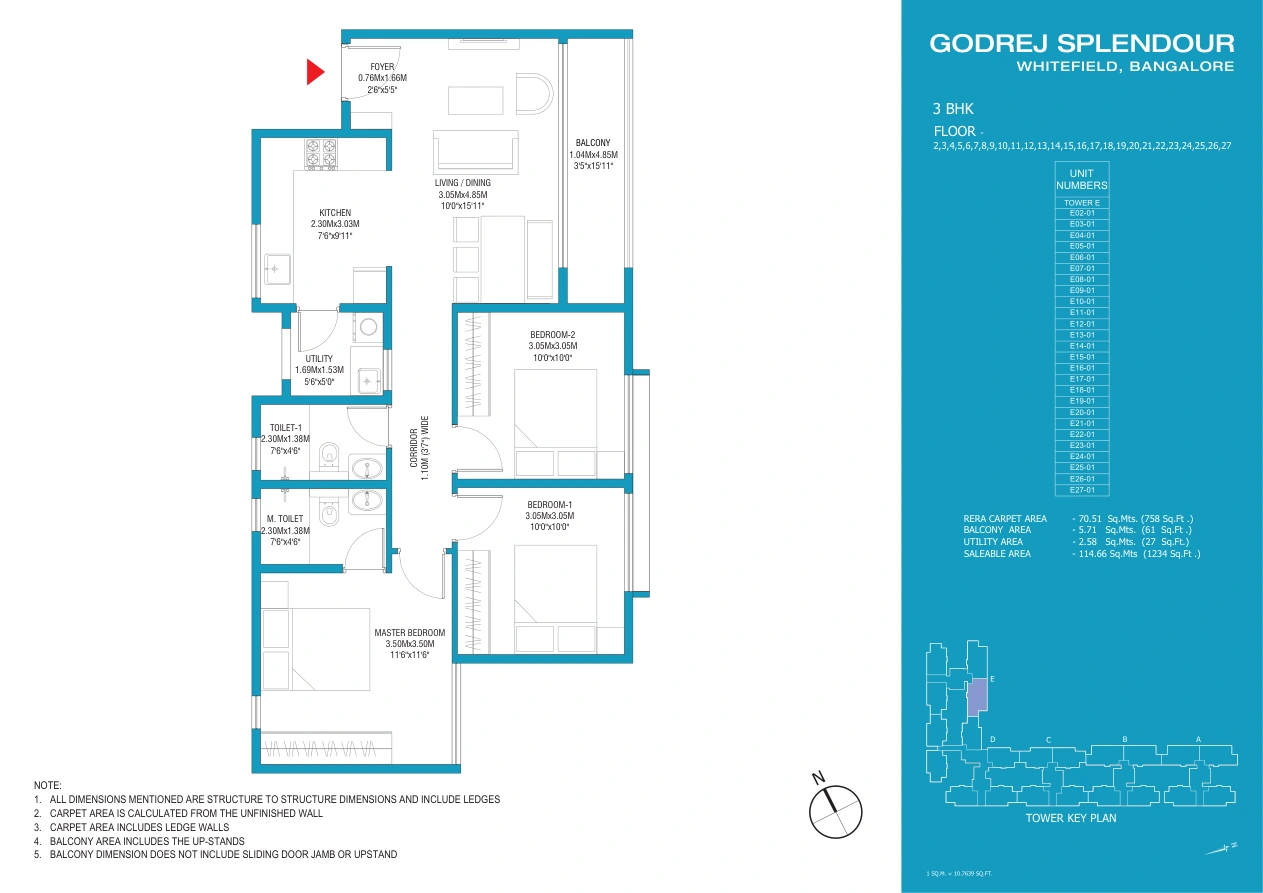 FOYER
0.76Mx1.66M
2'6"x5'5"
BALCONY
1.04Mx4.85M
3'5"x15'11"
LIVING / DINING
3.05Mx4.85M
10'0"x15'11"
KITCHEN
2.30Mx3.03M
7'6"x9'11"
BEDROOM-2
3.05Mx3.05M
10'0"x10'0"
UTILITY
1.69Mx1.53M
5'6"x5'0"
CORRIDOR
1.10M (3'7") WIDE
TOILET-1
2.30Mx1.38M
7'6"x4'6"
M. TOILET
2.30Mx1.38M
7'6"x4'6"
BEDROOM-1
3.05Mx3.05M
10'0"x10'0"
MASTER BEDROOM
3.50Mx3.50M
11'6"x11'6"
NOTE:
1. ALL DIMENSIONS MENTIONED ARE STRUCTURE TO STRUCTURE DIMENSIONS AND INCLUDE LEDGES
2. CARPET AREA IS CALCULATED FROM THE UNFINISHED WALL
3. CARPET AREA INCLUDES LEDGE WALLS
4. BALCONY AREA INCLUDES THE UP-STANDS
5. BALCONY DIMENSION DOES NOT INCLUDE SLIDING DOOR JAMB OR UPSTAND
N
GODREJ SPLENDOUR
WHITEFIELD, BANGALORE
3 BHK
FLOOR -
2,3,4,5,6,7,8,9,10,11,12,13,14,15,16,17,18,19,20,21,22,23,24,25,26,27
UNIT
NUMBERS
TOWER E
E02-01
E03-01
E04-01
E05-01
E06-01
E07-01
E08-01
E09-01
E10-01
E11-01
E12-01
E13-01
E14-01
E15-01
E16-01
E17-01
E18-01
E19-01
E20-01
E21-01
E22-01
E23-01
E24-01
E25-01
E26-01
E27-01
RERA CARPET AREA - 70.51 Sq.Mts. (758 Sq.Ft .)
BALCONY AREA - 5.71 Sq.Mts. (61 Sq.Ft .)
UTILITY AREA - 2.58 Sq.Mts. (27 Sq.Ft.)
SALEABLE AREA - 114.66 Sq.Mts (1234 Sq.Ft .)
E
D C B A
TOWER KEY PLAN
N
1 SQ.M. = 10.7639 SQ.FT.